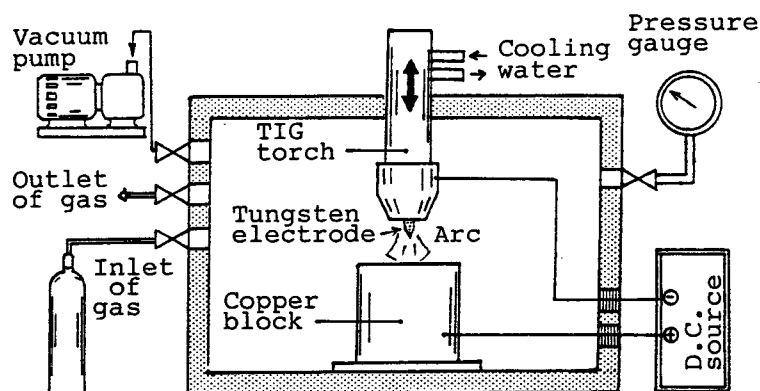 Vacuum
pump
Cooling
water
Pressure
gauge
TIG
torch
Outlet
of gas
Tungsten
electrode
Arc
Inlet
of
gas
Copper
block
⊖
⊕
D.C.
source